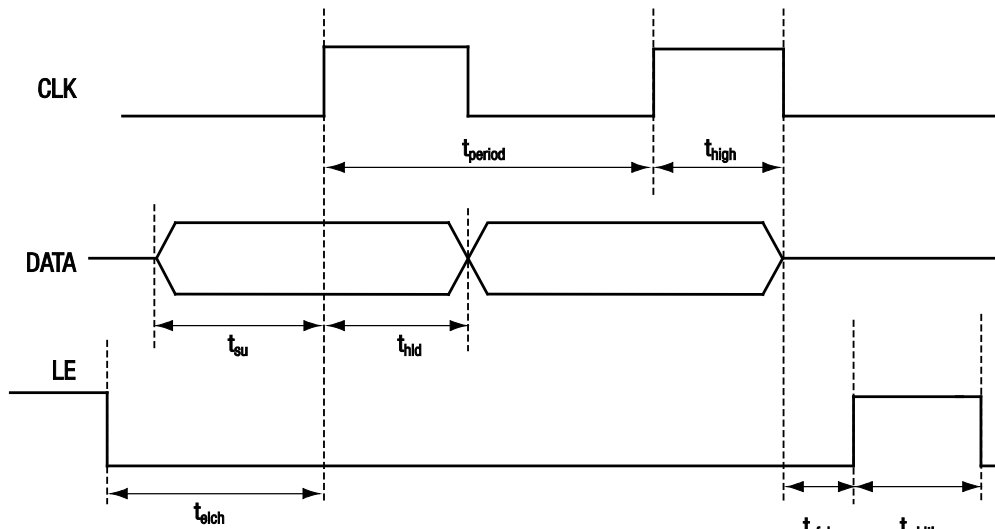 CLK
t_period
t_high
DATA
t_su
t_hld
LE
t_elch